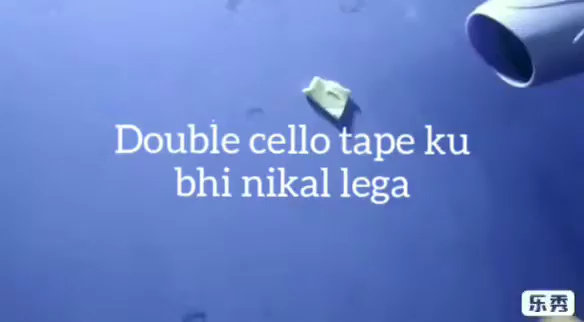 Double cello tape ku
bhi nikal lega
乐秀